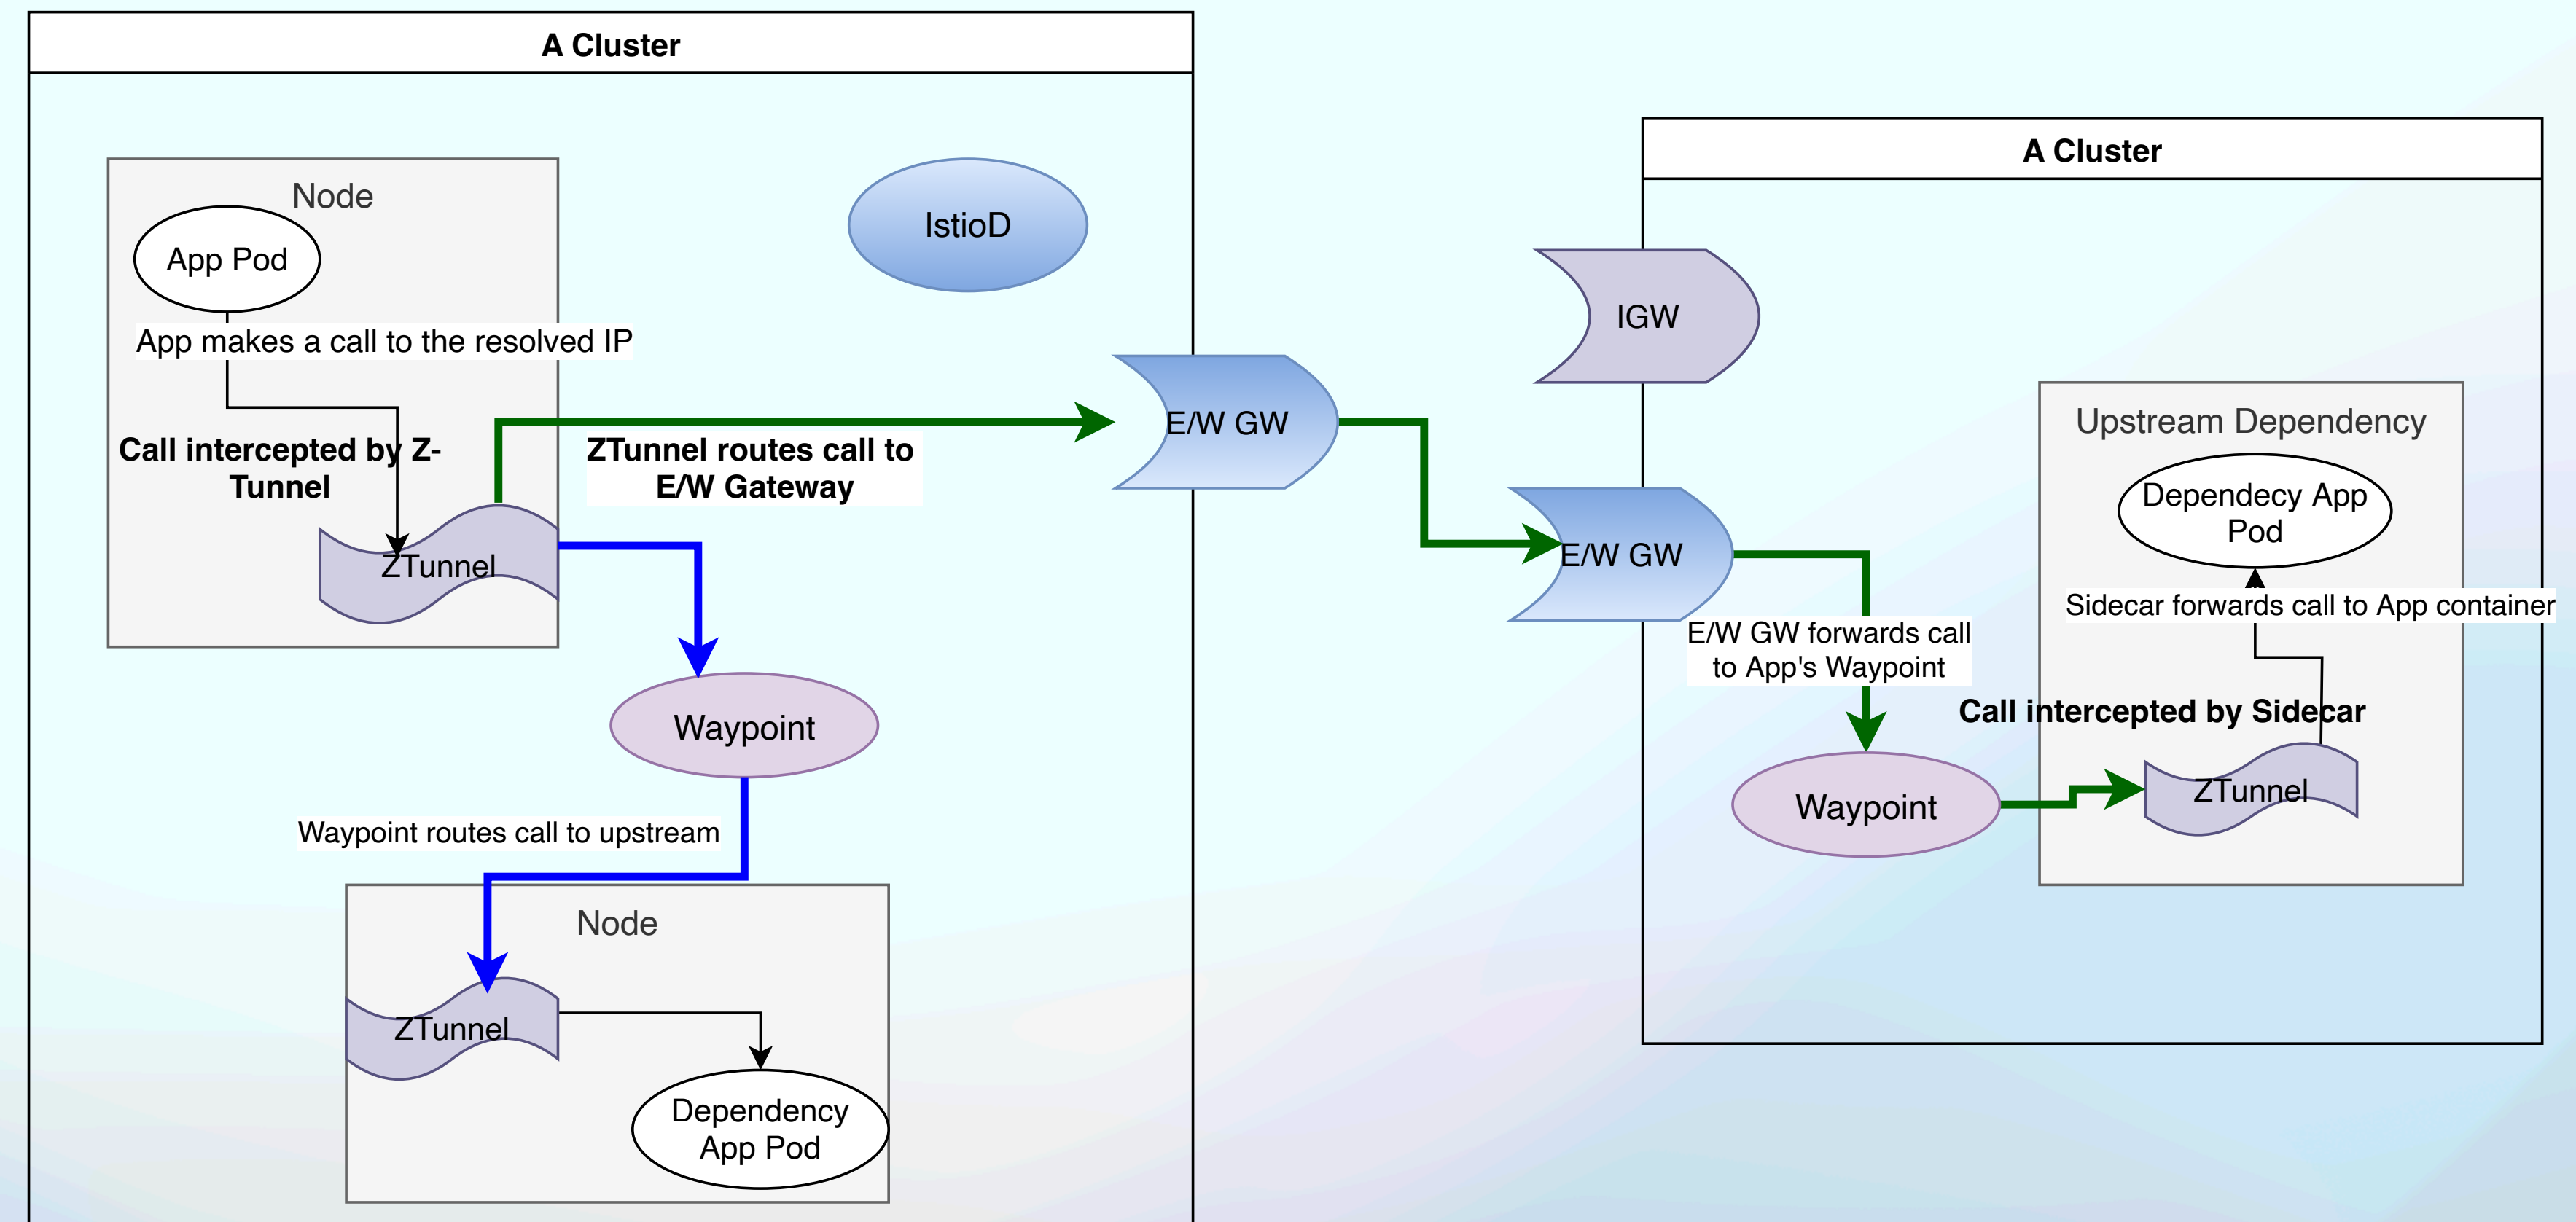 A Cluster
Node
App Pod
App makes a call to the resolved IP
Call intercepted by Z-
Tunnel
ZTunnel
IstioD
ZTunnel routes call to
E/W Gateway
E/W GW
Waypoint
Waypoint routes call to upstream
Node
ZTunnel
Dependency
App Pod
A Cluster
IGW
E/W GW
E/W GW forwards call
to App's Waypoint
Waypoint
Upstream Dependency
Dependecy App
Pod
Sidecar forwards call to App container
Call intercepted by Sidecar
ZTunnel